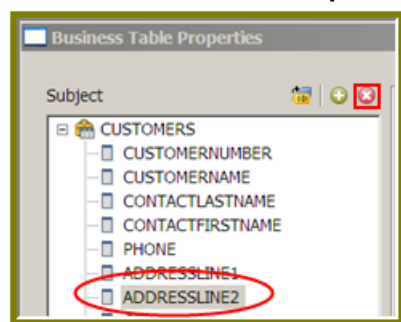 Business Table Properties
Subject
CUSTOMERS
CUSTOMERNUMBER
CUSTOMERNAME
CONTACTLASTNAME
CONTACTFIRSTNAME
PHONE
ADDRESSLINE1
ADDRESSLINE2